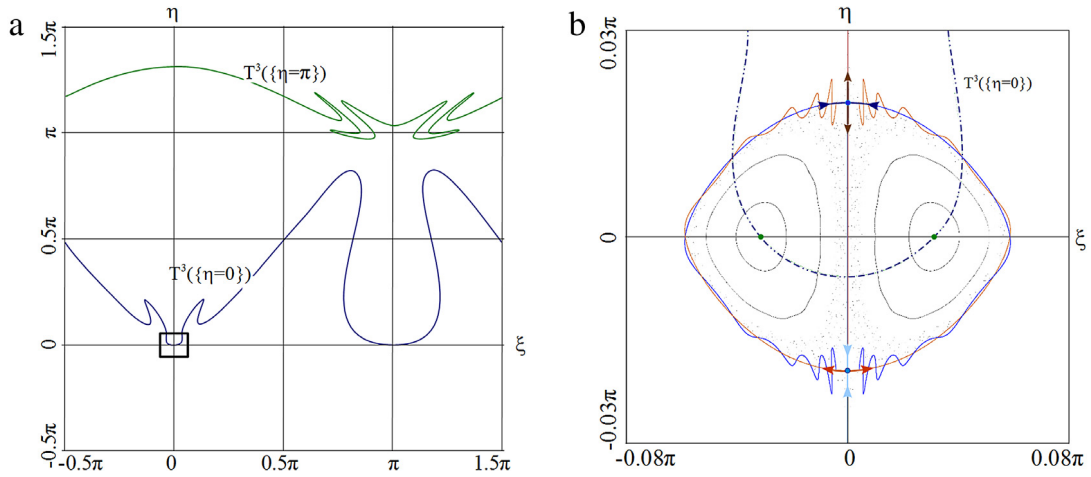 a
η
1.5π
π
0.5π
0
-0.5π
T³({η=π})
T³({η=0})
ξ
-0.5π
0
0.5π
π
1.5π
b
η
0.03π
0
-0.03π
T³({η=0})
ξ
-0.08π
0
0.08π